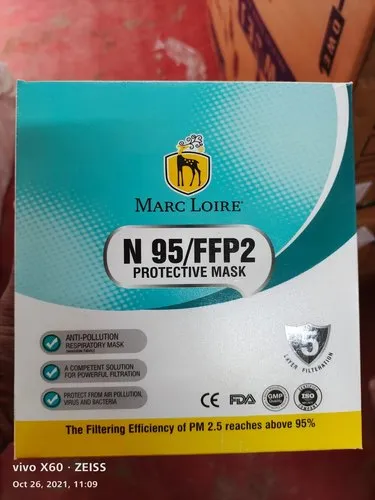 MARC LOIRE
N 95/FFP2
PROTECTIVE MASK
ANTI-POLLUTION
RESPIRATORY MASK
A COMPETENT SOLUTION
FOR POWERFUL FILTRATION
PROTECT FROM AIR POLLUTION,
VIRUS AND BACTERIA
5
LAYER FILTERATION
CE FDA GMP ISO
The Filtering Efficiency of PM 2.5 reaches above 95%
vivo X60 · ZEISS
Oct 26, 2021, 11:09